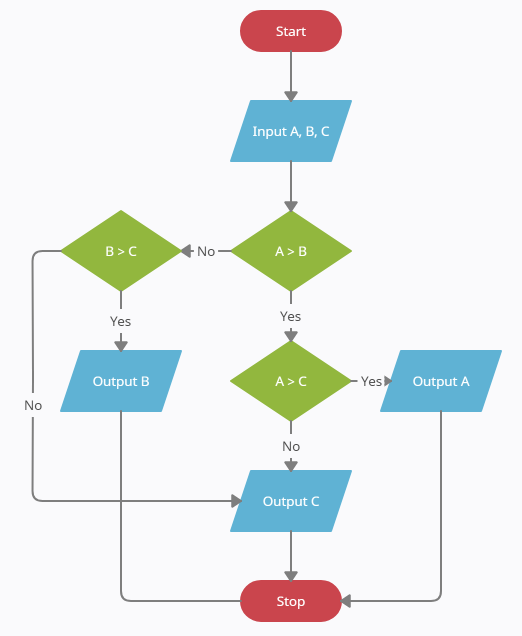 Start
Input A, B, C
B > C
No
A > B
Yes
Yes
Output B
A > C
Yes
Output A
No
No
Output C
Stop